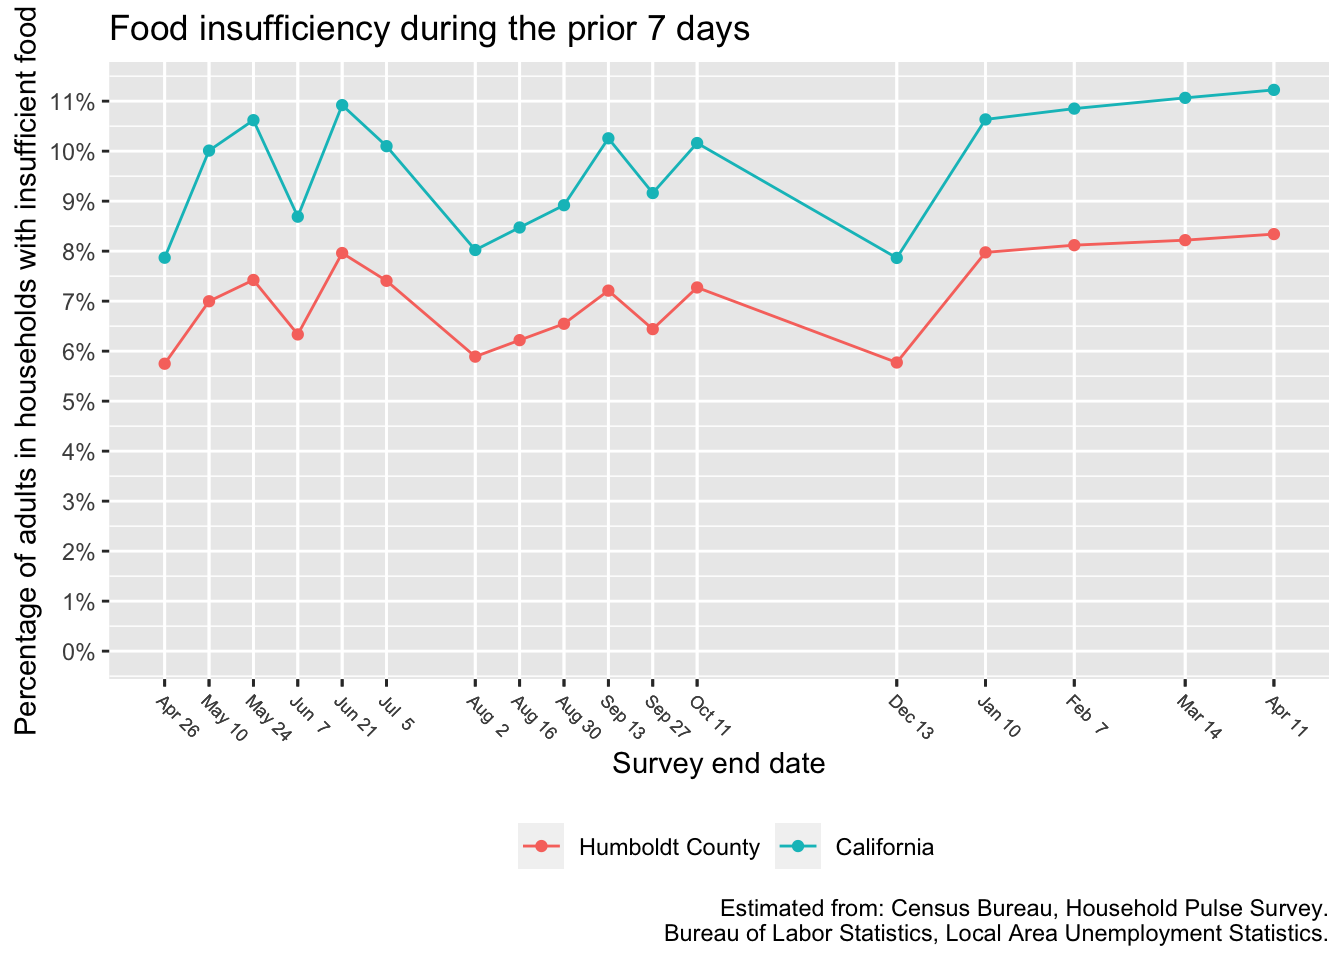 Food insufficiency during the prior 7 days
Percentage of adults in households with insufficient food
11%
10%
9%
8%
7%
6%
5%
4%
3%
2%
1%
0%
Apr 26
May 10
May 24
Jun 7
Jun 21
Jul 5
Aug 2
Aug 16
Aug 30
Sep 13
Sep 27
Oct 11
Dec 13
Jan 10
Feb 7
Mar 14
Apr 11
Survey end date
Humboldt County
California
Estimated from: Census Bureau, Household Pulse Survey.
Bureau of Labor Statistics, Local Area Unemployment Statistics.